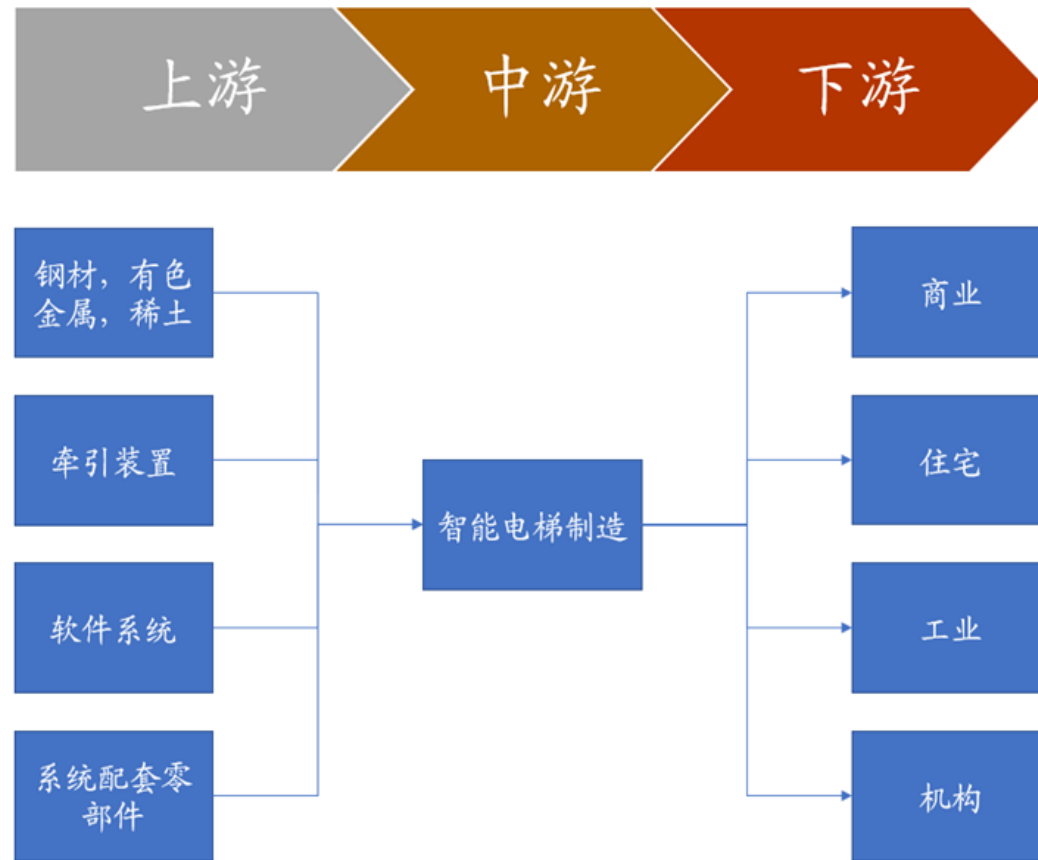 上游
中游
下游
钢材，有色
金属，稀土
牵引装置
软件系统
系统配套零
部件
智能电梯制造
商业
住宅
工业
机构